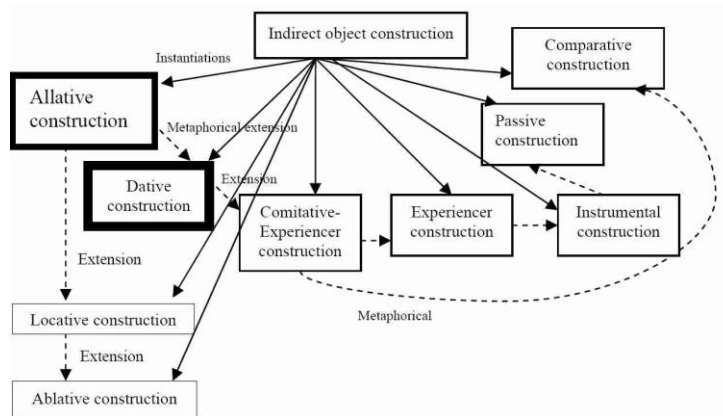 Indirect object construction
Comparative
construction
Instantiations
Allative
construction
Passive
construction
Metaphorical extension
Dative
construction
Extension
Comitative-
Experiencer
construction
Experiencer
construction
Instrumental
construction
Extension
Locative construction
Metaphorical
Extension
Ablative construction